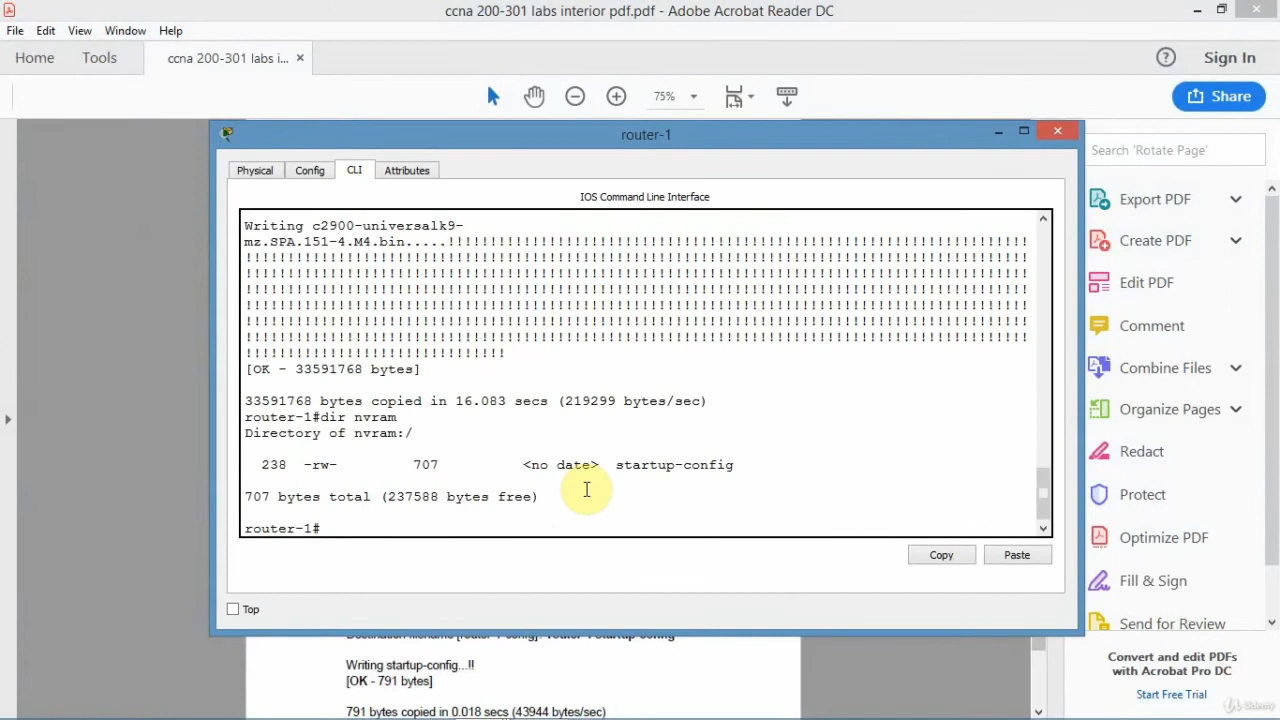 ccna 200-301 labs interior pdf.pdf - Adobe Acrobat Reader DC
File Edit View Window Help
Home Tools ccna 200-301 labs i... × Sign In
75% Share
router-1
Search 'Rotate Page'
Physical Config CLI Attributes
IOS Command Line Interface
Writing c2900-universalk9-
mz.SPA.151-4.M4.bin.....!!!!!!!!!!!!!!!!!!!!!!!!!!!!!!!!!!!!!!!!!!!!!!!!!!!!!!!!!!!!!!!!!!!!!
!!!!!!!!!!!!!!!!!!!!!!!!!!!!!!!!!!!!!!!!!!!!!!!!!!!!!!!!!!!!!!!!!!!!!!!!!!!!!!!!!!!!!!!!!!!!!
!!!!!!!!!!!!!!!!!!!!!!!!!!!!!!!!!!!!!!!!!!!!!!!!!!!!!!!!!!!!!!!!!!!!!!!!!!!!!!!!!!!!!!!!!!!!!
!!!!!!!!!!!!!!!!!!!!!!!!!!!!!!!!!!!!!!!!!!!!!!!!!!!!!!!!!!!!!!!!!!!!!!!!!!!!!!!!!!!!!!!!!!!!!
!!!!!!!!!!!!!!!!!!!!!!!!!!!!!!!!!!!!!!!!!!!!!!!!!!!!!!!!!!!!!!!!!!!!!!!!!!!!!!!!!!!!!!!!!!!!!
!!!!!!!!!!!!!!!!!!!!!!!!!!!!!!!!!!!!!!!!!!!!!!!!!!!!!!!!!!!!!!!!!!!!!!!!!!!!!!!!!!!!!!!!!!!!!
!!!!!!!!!!!!!!!!!!!!!!!!!!!!!!!!!!!!!!!!!!!!!!!!!!!!!!!!!!!!!!!!!!!!!!!!!!!!!!!!!!!!!!!!!!!!!
!!!!!!!!!!!!!!!!!!!!!!!!!!!!!!!
[OK - 33591768 bytes]
33591768 bytes copied in 16.083 secs (219299 bytes/sec)
router-1#dir nvram
Directory of nvram:/
238 -rw- 707 <no date> startup-config
707 bytes total (237588 bytes free)
router-1#
Copy Paste
Top
Export PDF
Create PDF
Edit PDF
Comment
Combine Files
Organize Pages
Redact
Protect
Optimize PDF
Fill & Sign
Send for Review
Convert and edit PDFs
with Acrobat Pro DC
Start Free Trial
Writing startup-config...!!
[OK - 791 bytes]
791 bytes copied in 0.018 secs (43944 bytes/sec)
Udemy